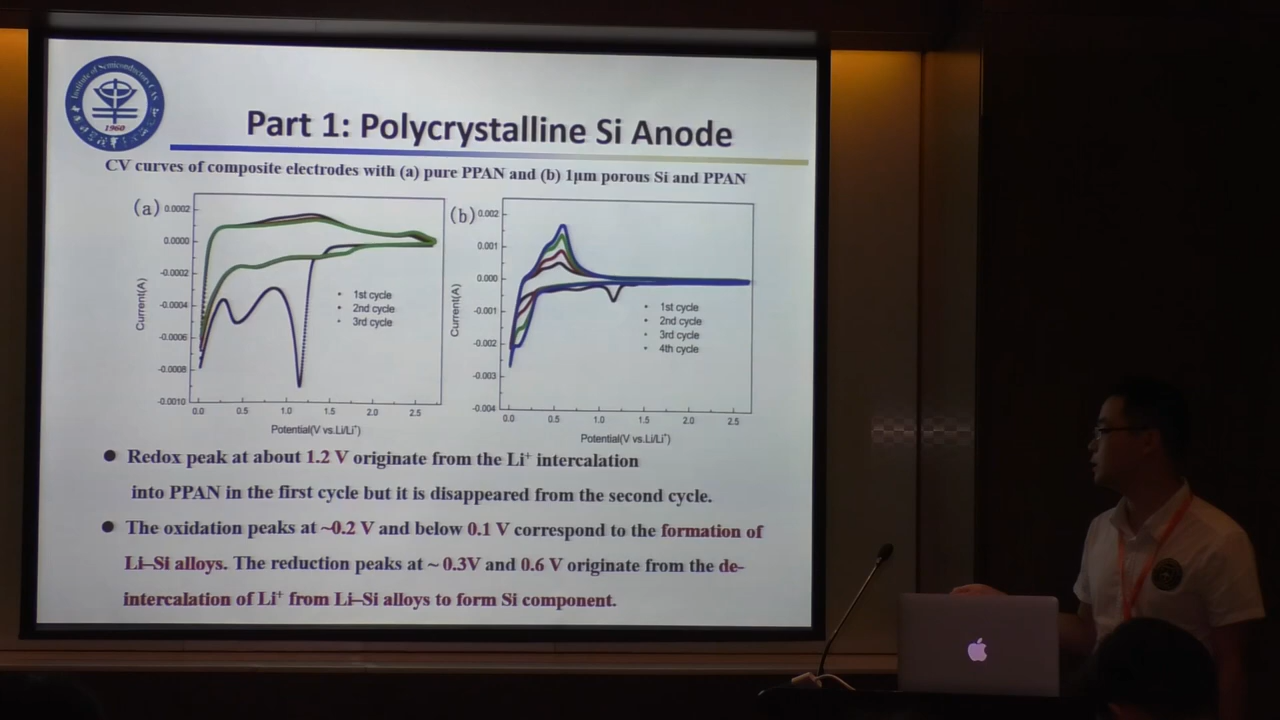 Institute of Semiconductors CAS
1960
Part 1: Polycrystalline Si Anode
CV curves of composite electrodes with (a) pure PPAN and (b) 1μm porous Si and PPAN
(a)
0.0002
0.0000
-0.0002
-0.0004
-0.0006
-0.0008
-0.0010
Current(A)
1st cycle
2nd cycle
3rd cycle
0.0 0.5 1.0 1.5 2.0 2.5
Potential(V vs.Li/Li⁺)
(b)
0.002
0.001
0.000
-0.001
-0.002
-0.003
-0.004
Current(A)
1st cycle
2nd cycle
3rd cycle
4th cycle
0.0 0.5 1.0 1.5 2.0 2.5
Potential(V vs.Li/Li⁺)
● Redox peak at about 1.2 V originate from the Li⁺ intercalation
into PPAN in the first cycle but it is disappeared from the second cycle.
● The oxidation peaks at ~0.2 V and below 0.1 V correspond to the formation of
Li–Si alloys. The reduction peaks at ~ 0.3V and 0.6 V originate from the de-
intercalation of Li⁺ from Li–Si alloys to form Si component.